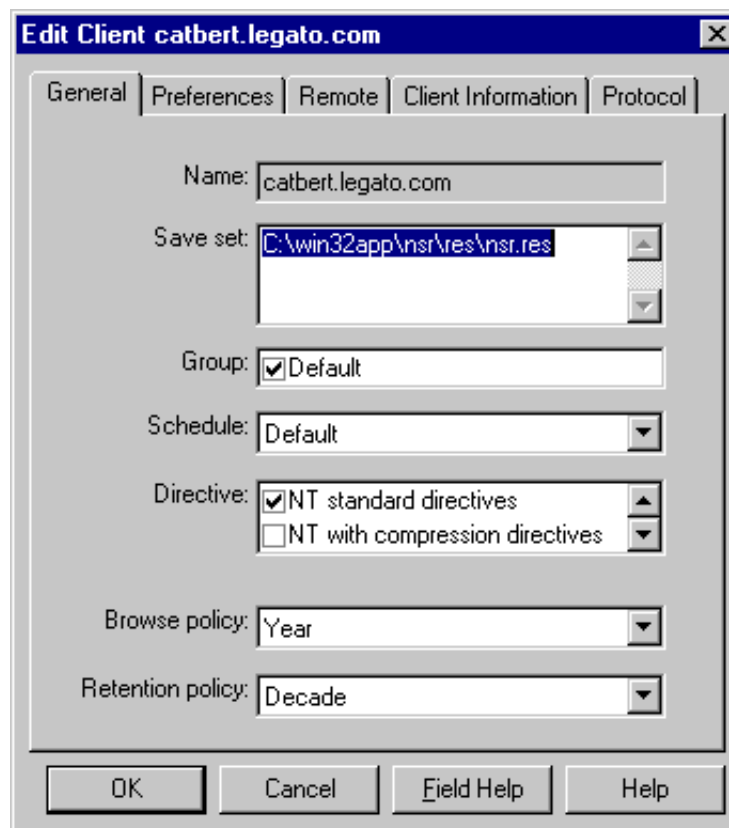 Edit Client catbert.legato.com
General Preferences Remote Client Information Protocol
Name: catbert.legato.com
Save set: C:\win32app\nsr\res\nsr.res
Group: Default
Schedule: Default
Directive: NT standard directives
NT with compression directives
Browse policy: Year
Retention policy: Decade
OK Cancel Field Help Help